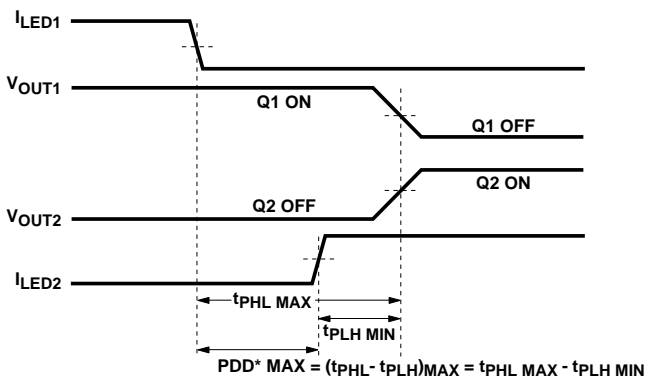 ILED1
VOUT1
Q1 ON
Q1 OFF
Q2 ON
Q2 OFF
VOUT2
ILED2
tPHL MAX
tPLH MIN
PDD* MAX = (tPHL- tPLH)MAX = tPHL MAX - tPLH MIN